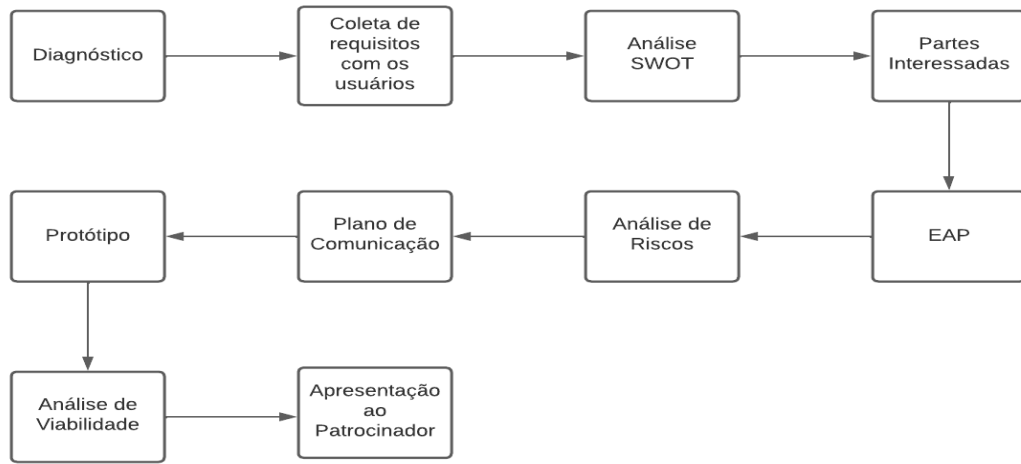 Diagnóstico
Coleta de
requisitos
com os
usuários
Análise
SWOT
Partes
Interessadas
Protótipo
Plano de
Comunicação
Análise de
Riscos
EAP
Análise de
Viabilidade
Apresentação
ao
Patrocinador